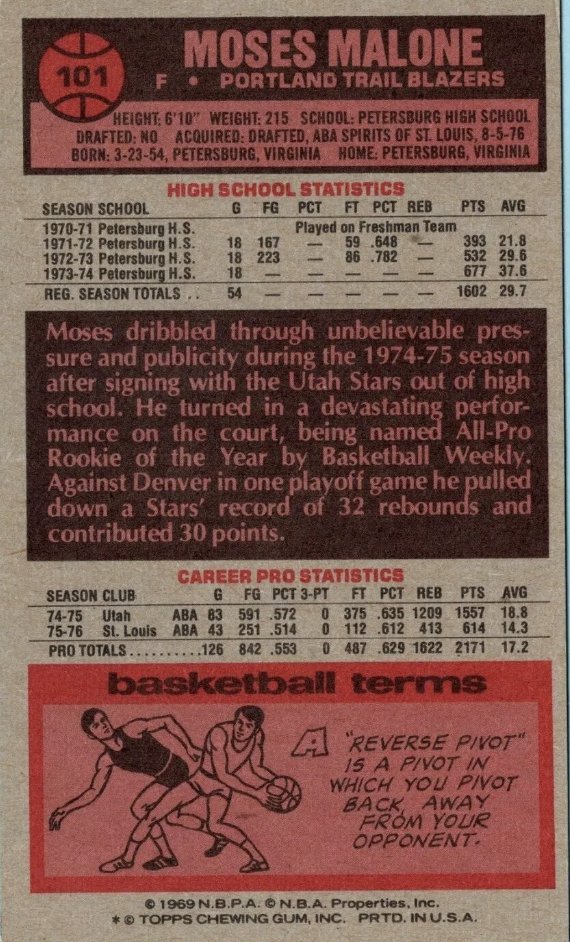 101
MOSES MALONE
F • PORTLAND TRAIL BLAZERS
HEIGHT: 6'10" WEIGHT: 215 SCHOOL: PETERSBURG HIGH SCHOOL
DRAFTED: NO ACQUIRED: DRAFTED, ABA SPIRITS OF ST. LOUIS, 8-5-76
BORN: 3-23-54, PETERSBURG, VIRGINIA HOME: PETERSBURG, VIRGINIA
HIGH SCHOOL STATISTICS
SEASON SCHOOL G FG PCT FT PCT REB PTS AVG
1970-71 Petersburg H.S. Played on Freshman Team
1971-72 Petersburg H.S. 18 167 — 59 .648 — 393 21.8
1972-73 Petersburg H.S. 18 223 — 86 .782 — 532 29.6
1973-74 Petersburg H.S. 18 — — — — — 677 37.6
REG. SEASON TOTALS .. 54 — — — — — 1602 29.7
Moses dribbled through unbelievable pres-
sure and publicity during the 1974-75 season
after signing with the Utah Stars out of high
school. He turned in a devastating perfor-
mance on the court, being named All-Pro
Rookie of the Year by Basketball Weekly.
Against Denver in one playoff game he pulled
down a Stars' record of 32 rebounds and
contributed 30 points.
CAREER PRO STATISTICS
SEASON CLUB G FG PCT 3-PT FT PCT REB PTS AVG
74-75 Utah ABA 83 591 .572 0 375 .635 1209 1557 18.8
75-76 St. Louis ABA 43 251 .514 0 112 .612 413 614 14.3
PRO TOTALS..........126 842 .553 0 487 .629 1622 2171 17.2
basketball terms
A "REVERSE PIVOT"
IS A PIVOT IN
WHICH YOU PIVOT
BACK, AWAY
FROM YOUR
OPPONENT.
© 1969 N.B.P.A. © N.B.A. Properties, Inc.
* © TOPPS CHEWING GUM, INC. PRTD. IN U.S.A.